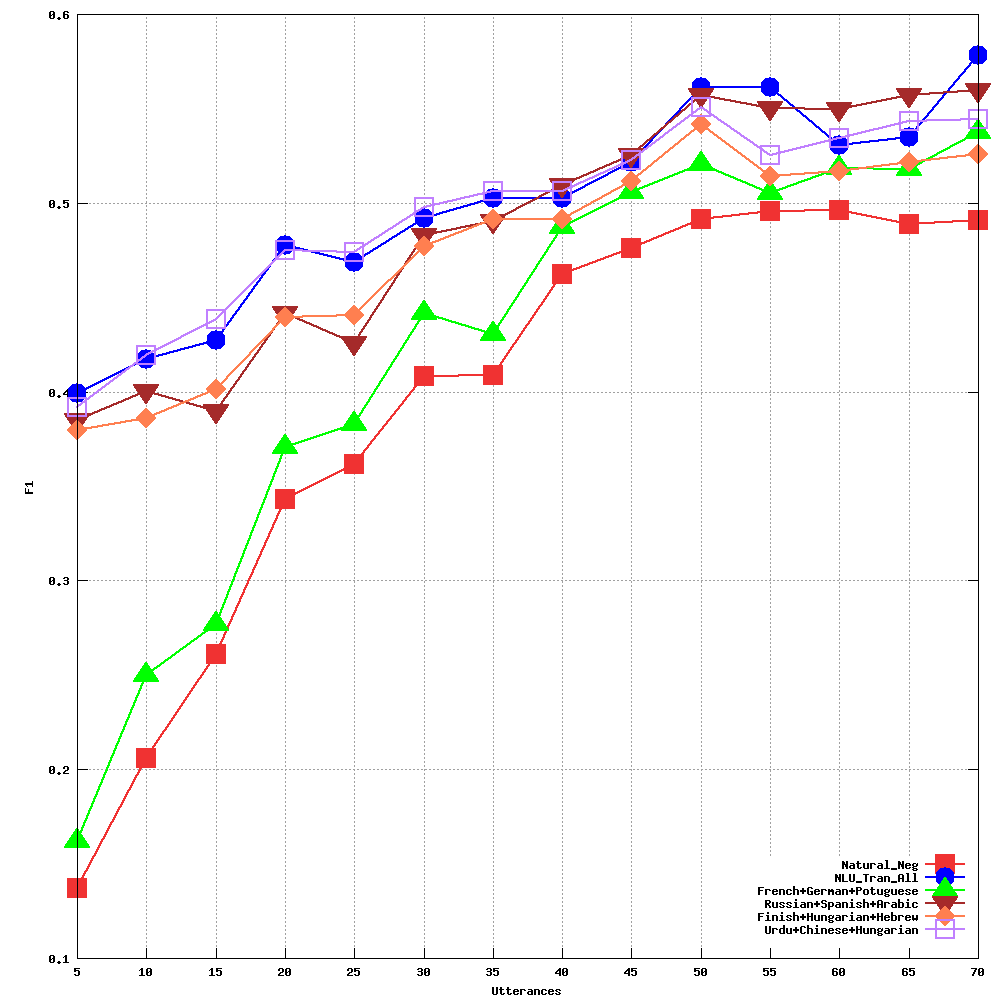 0.6
0.5
0.4
0.3
0.2
0.1
F1
5 10 15 20 25 30 35 40 45 50 55 60 65 70
Utterances
Natural_Neg
NLU_Tran_All
French+German+Potuguese
Russian+Spanish+Arabic
Finish+Hungarian+Hebrew
Urdu+Chinese+Hungarian